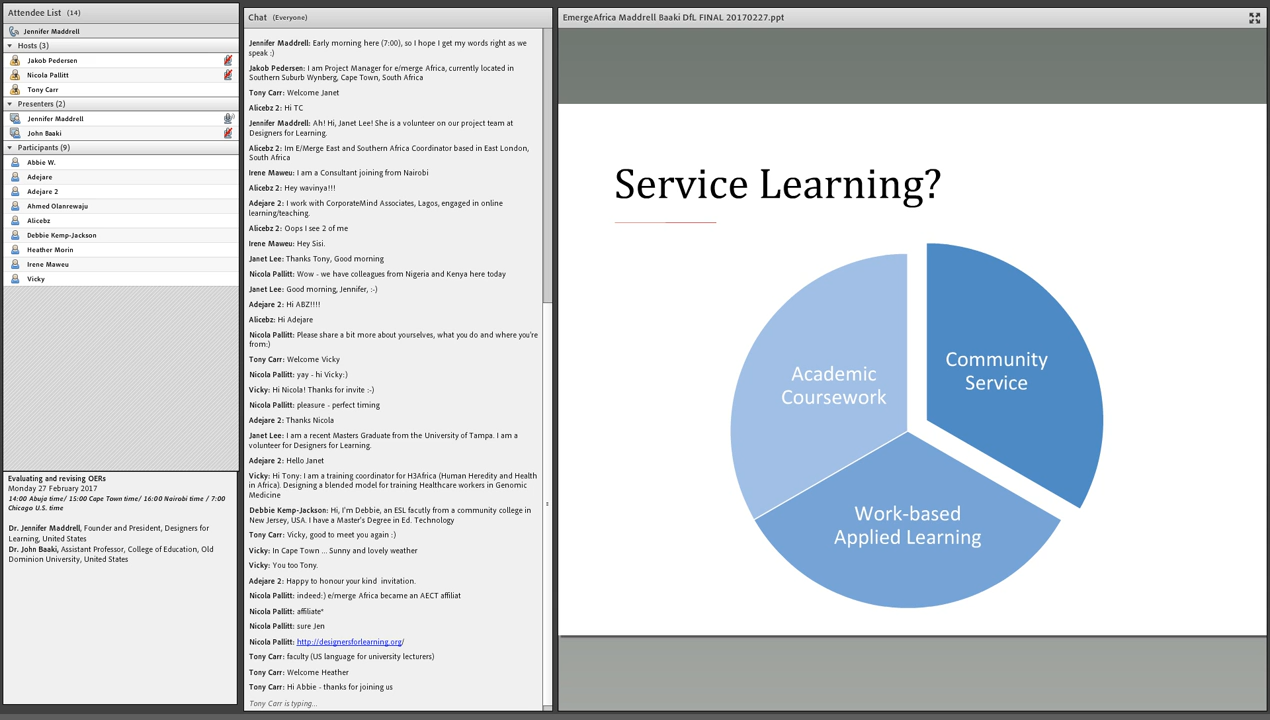 Attendee List (14)
Jennifer Maddrell
Hosts (3)
Jakob Pedersen
Nicola Pallitt
Tony Carr
Presenters (2)
Jennifer Maddrell
John Baaki
Participants (9)
Abbie W.
Adejare
Adejare 2
Ahmed Olanrewaju
Alicebz
Debbie Kemp-Jackson
Heather Morin
Irene Maweu
Vicky
Evaluating and revising OERs
Monday 27 February 2017
14:00 Abuja time/ 15:00 Cape Town time/ 16:00 Nairobi time / 7:00
Chicago U.S. time
Dr. Jennifer Maddrell, Founder and President, Designers for
Learning, United States
Dr. John Baaki, Assistant Professor, College of Education, Old
Dominion University, United States
Chat (Everyone)
Jennifer Maddrell: Early morning here (7:00), so I hope I get my words right as we
speak :)
Jakob Pedersen: I am Project Manager for e/merge Africa, currently located in
Southern Suburb Wynberg, Cape Town, South Africa
Tony Carr: Welcome Janet
Alicebz 2: Hi TC
Jennifer Maddrell: Ah! Hi, Janet Lee! She is a volunteer on our project team at
Designers for Learning.
Alicebz 2: Im E/Merge East and Southern Africa Coordinator based in East London,
South Africa
Irene Maweu: I am a Consultant joining from Nairobi
Alicebz 2: Hey wavinya!!!
Adejare 2: I work with CorporateMind Associates, Lagos, engaged in online
learning/teaching.
Alicebz 2: Oops I see 2 of me
Irene Maweu: Hey Sisi.
Janet Lee: Thanks Tony, Good morning
Nicola Pallitt: Wow - we have colleagues from Nigeria and Kenya here today
Janet Lee: Good morning, Jennifer, :-)
Adejare 2: Hi ABZ!!!!
Alicebz: Hi Adejare
Nicola Pallitt: Please share a bit more about yourselves, what you do and where you're
from:)
Tony Carr: Welcome Vicky
Nicola Pallitt: yay - hi Vicky:)
Vicky: Hi Nicola! Thanks for invite :-)
Nicola Pallitt: pleasure - perfect timing
Adejare 2: Thanks Nicola
Janet Lee: I am a recent Masters Graduate from the University of Tampa. I am a
volunteer for Designers for Learning.
Adejare 2: Hello Janet
Vicky: Hi Tony: I am a training coordinator for H3Africa (Human Heredity and Health
in Africa). Designing a blended model for training Healthcare workers in Genomic
Medicine
Debbie Kemp-Jackson: Hi, I'm Debbie, an ESL facutly from a community college in
New Jersey, USA. I have a Master's Degree in Ed. Technology
Tony Carr: Vicky, good to meet you again :)
Vicky: In Cape Town ... Sunny and lovely weather
Vicky: You too Tony.
Adejare 2: Happy to honour your kind invitation.
Nicola Pallitt: indeed:) e/merge Africa became an AECT affiliat
Nicola Pallitt: affiliate*
Nicola Pallitt: sure Jen
Nicola Pallitt: http://designersforlearning.org/
Tony Carr: faculty (US language for university lecturers)
Tony Carr: Welcome Heather
Tony Carr: Hi Abbie - thanks for joining us
Tony Carr is typing...
EmergeAfrica Maddrell Baaki DfL FINAL 20170227.ppt
Service Learning?
Community
Service
Academic
Coursework
Work-based
Applied Learning